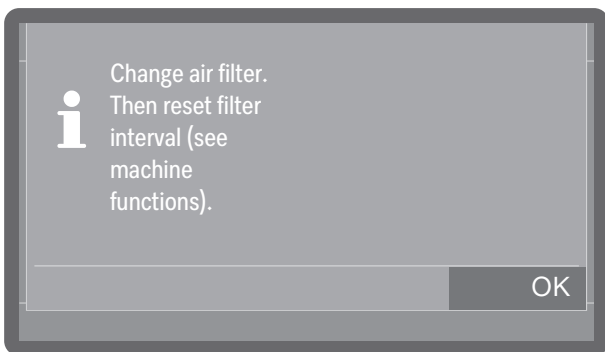 Change air filter.
Then reset filter
interval (see
machine
functions).
OK